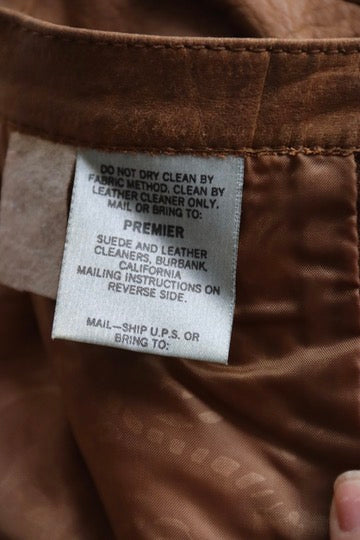 DO NOT DRY CLEAN BY
FABRIC METHOD. CLEAN BY
LEATHER CLEANER ONLY.
MAIL OR BRING TO:
PREMIER
SUEDE AND LEATHER
CLEANERS, BURBANK,
CALIFORNIA
MAILING INSTRUCTIONS ON
REVERSE SIDE.
MAIL—SHIP U.P.S. OR
BRING TO: